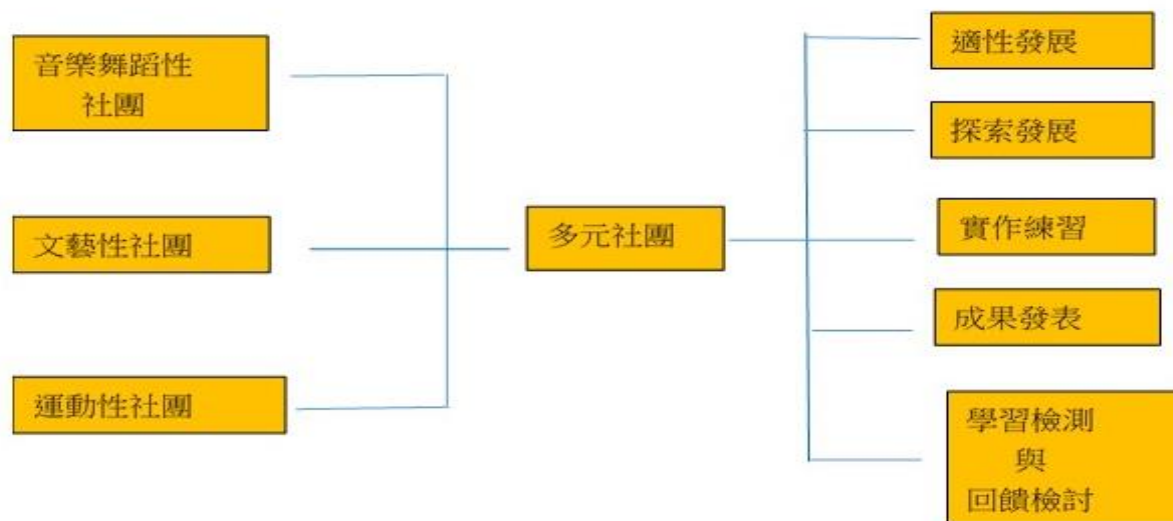 音樂舞蹈性
社團
文藝性社團
運動性社團
多元社團
適性發展
探索發展
實作練習
成果發表
學習檢測
與
回饋檢討